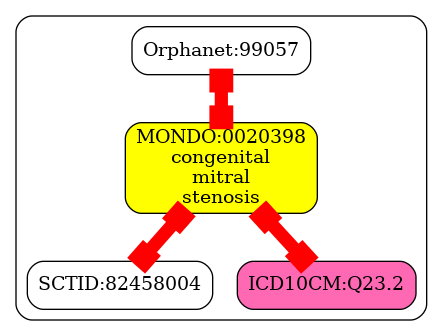 Orphanet:99057
MONDO:0020398
congenital
mitral
stenosis
SCTID:82458004
ICD10CM:Q23.2